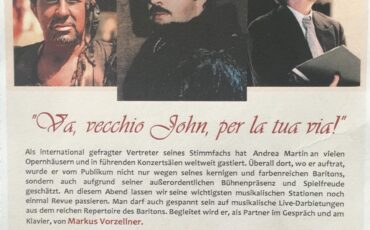 "Va, vecchio John, per la tua via!"
Als international gefragter Vertreter seines Stimmfachs hat Andrea Martin an vielen
Opernhäusern und in führenden Konzertsälen weltweit gastiert. Überall dort, wo er auftrat,
wurde er vom Publikum nicht nur wegen seines kernigen und farbenreichen Baritons,
sondern auch aufgrund seiner außerordentlichen Bühnenpräsenz und Spielfreude
geschätzt. An diesem Abend lassen wir seine wichtigsten musikalischen Stationen noch
einmal Revue passieren. Man darf auch gespannt sein auf musikalische Live-Darbietungen
aus dem reichen Repertoire des Baritons. Begleitet wird er, als Partner im Gespräch und am
Klavier, von Markus Vorzellner.